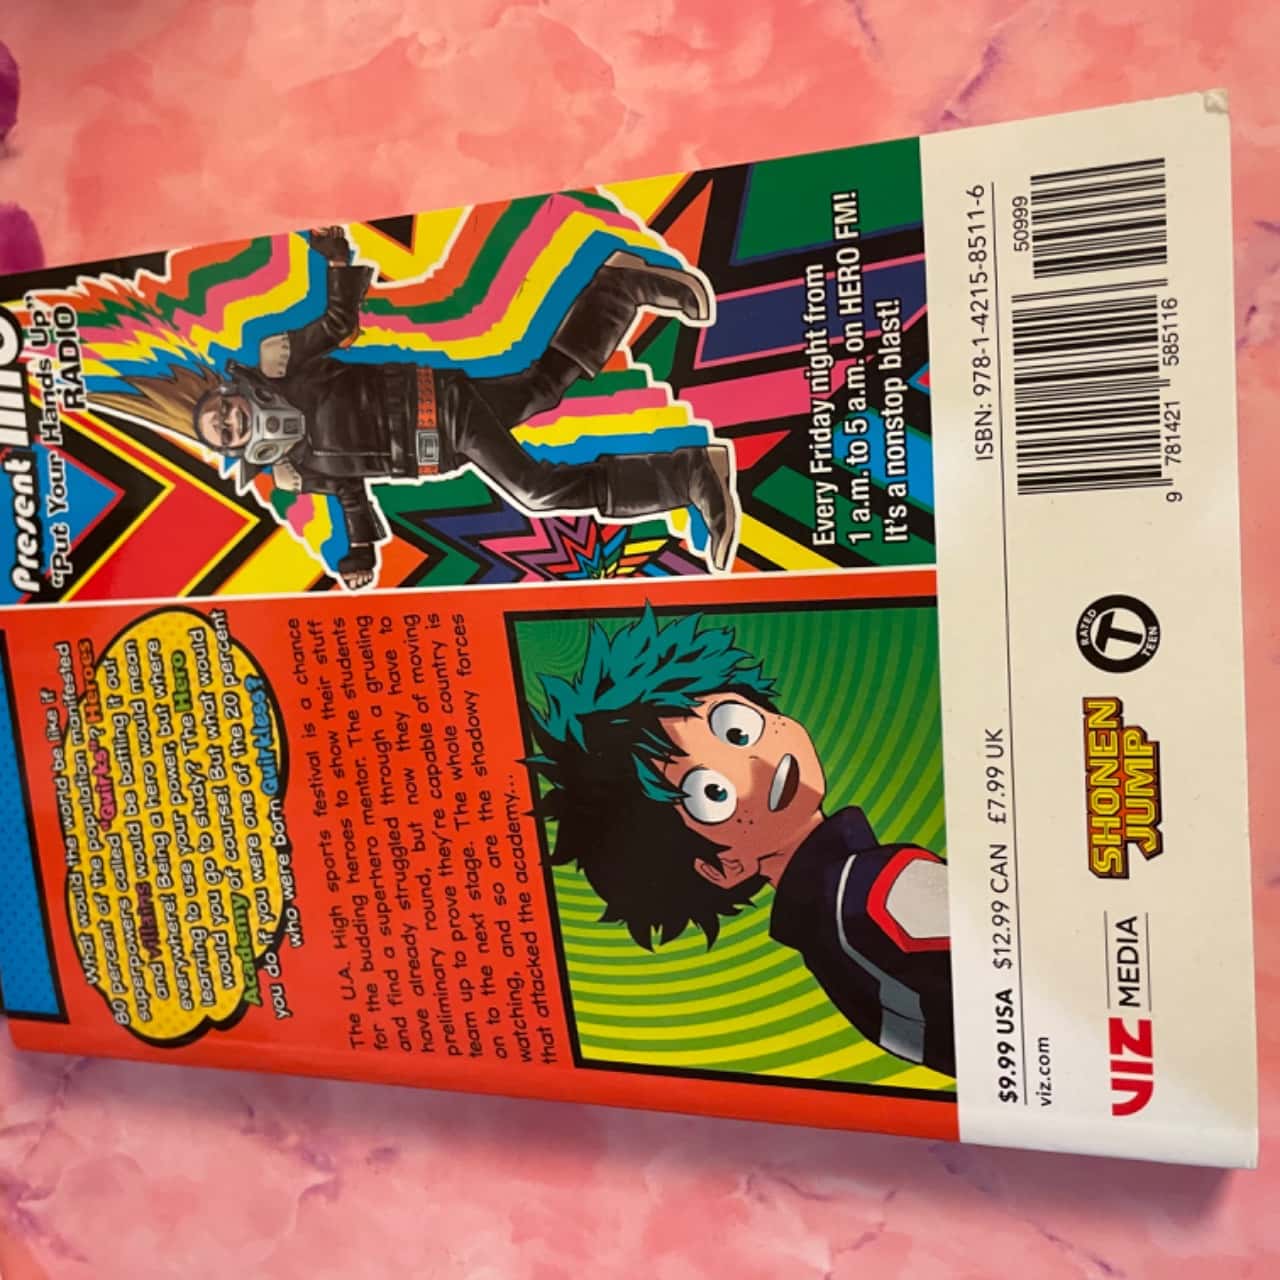 What would the world be like if
80 percent of the population manifested
superpowers called "Quirks"? Heroes
and villains would be battling it out
everywhere! Being a hero would mean
learning to use your power, but where
would you go to study? The Hero
Academy of course! But what would
you do if you were one of the 20 percent
who were born Quirkless?
The U.A. High sports festival is a chance
for the budding heroes to show their stuff
and find a superhero mentor. The students
have already struggled through a grueling
preliminary round, but now they have to
team up to prove they're capable of moving
on to the next stage. The whole country is
watching, and so are the shadowy forces
that attacked the academy...
Present
"Put Your Hands Up"
RADIO
Every Friday night from
1 a.m. to 5 a.m. on HERO FM!
It's a nonstop blast!
$9.99 USA $12.99 CAN £7.99 UK
viz.com
ISBN: 978-1-4215-8511-6
50999
9 781421 585116
VIZ MEDIA
SHONEN
JUMP
RATED
T
TEEN